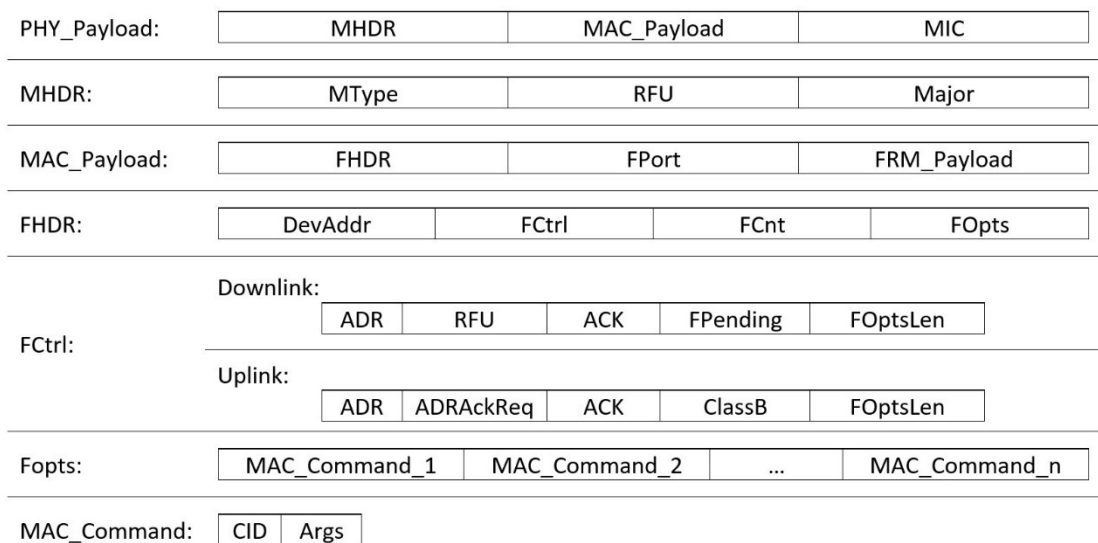 PHY_Payload: MHDR MAC_Payload MIC
MHDR: MType RFU Major
MAC_Payload: FHDR FPort FRM_Payload
FHDR: DevAddr FCtrl FCnt FOpts
Downlink:
ADR RFU ACK FPending FOptsLen
FCtrl:
Uplink:
ADR ADRAckReq ACK ClassB FOptsLen
Fopts: MAC_Command_1 MAC_Command_2 ... MAC_Command_n
MAC_Command: CID Args